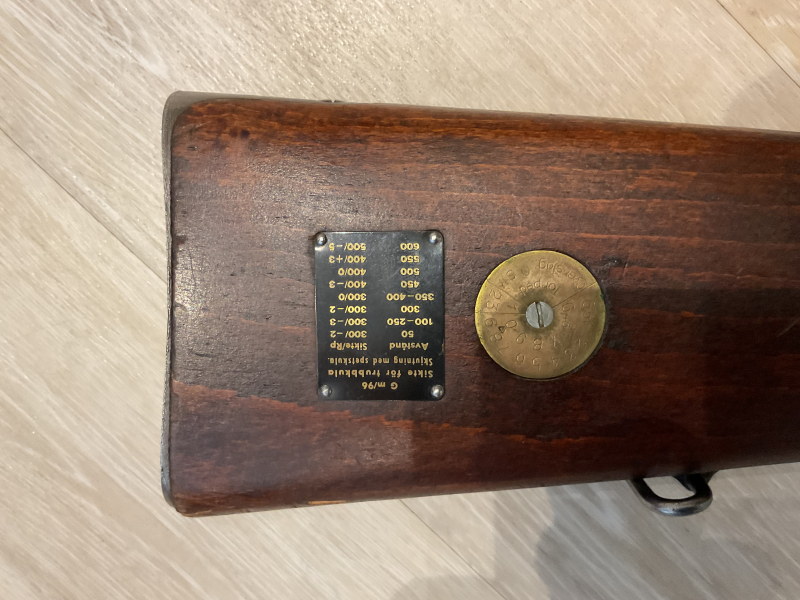 G m/96
Sikte för trubbkula
Skjutning med spetskula.
Avstånd Sikte/Rp
50 300/-2
100-250 300/-3
300 300/-2
350-400 300/0
450 400/-3
500 400/0
550 400/+3
600 500/-5
Torped